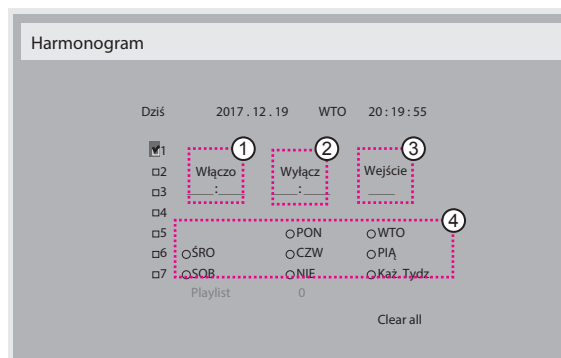 Harmonogram
Dziś 2017 . 12 . 19 WTO 20 : 19 : 55
1 ① ② ③
2 Włączo Wyłącz Wejście
3 ___:___ ___:___ ___
4 ④
5 PON WTO
6 ŚRO CZW PIĄ
7 SOB NIE Każ. Tydz.
Playlist 0
Clear all